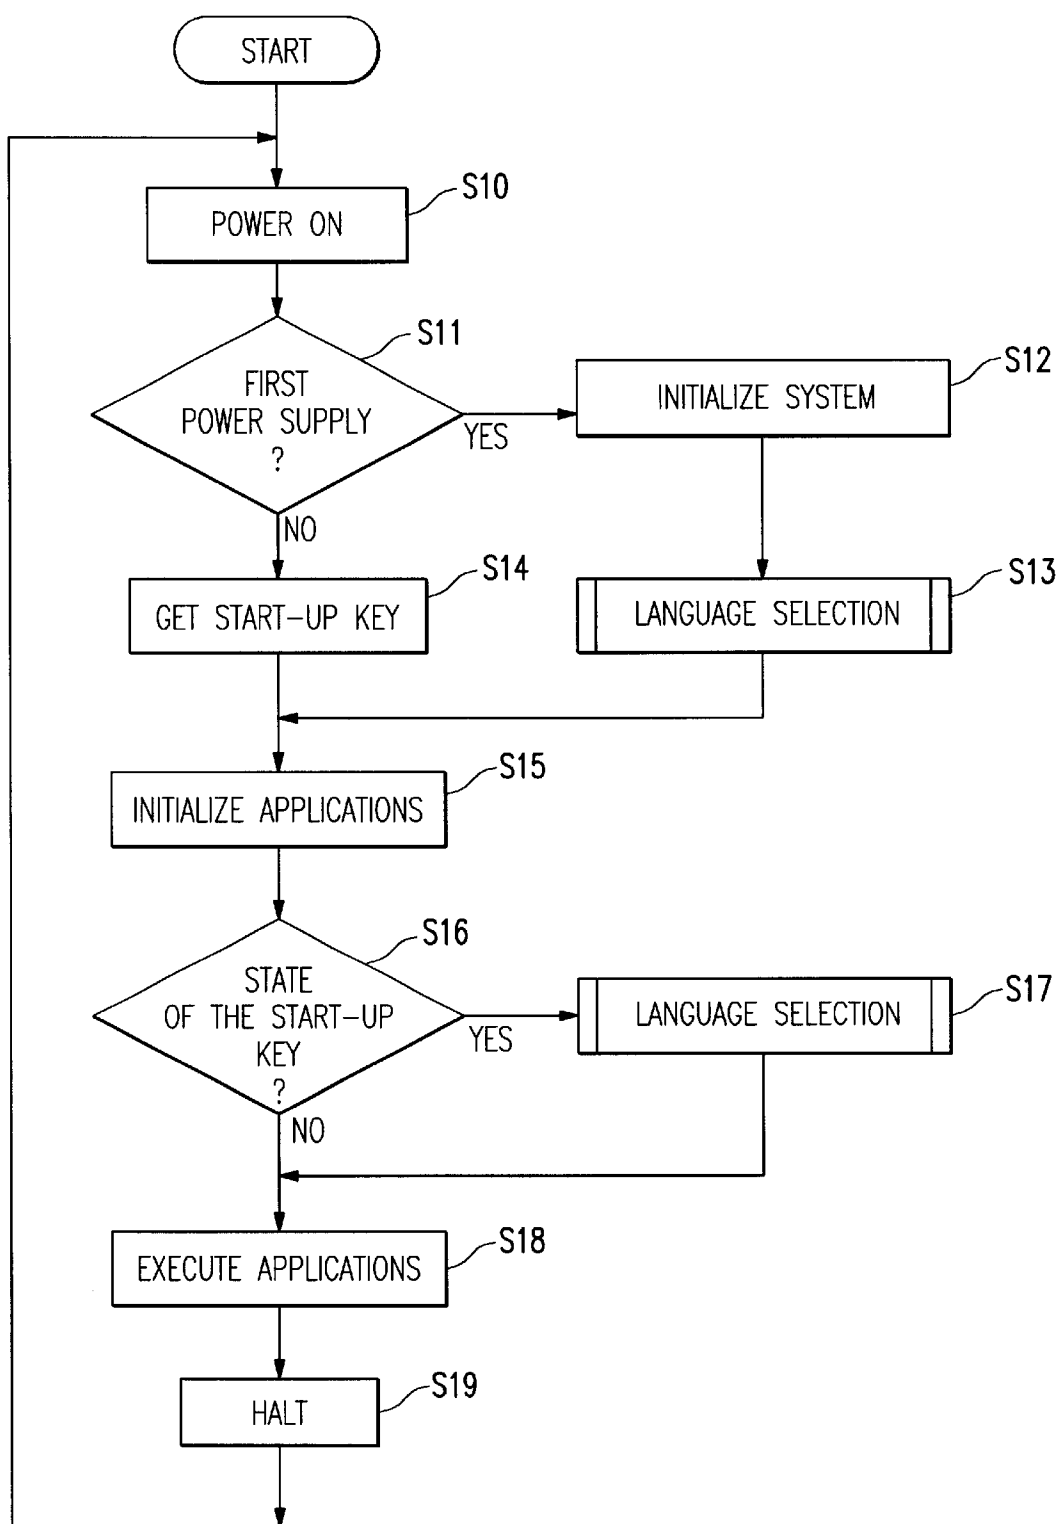 START
S10
POWER ON
S11
FIRST
POWER SUPPLY
?
YES
NO
S12
INITIALIZE SYSTEM
S14
GET START-UP KEY
S13
LANGUAGE SELECTION
S15
INITIALIZE APPLICATIONS
S16
STATE
OF THE START-UP
KEY
?
YES
NO
S17
LANGUAGE SELECTION
S18
EXECUTE APPLICATIONS
S19
HALT